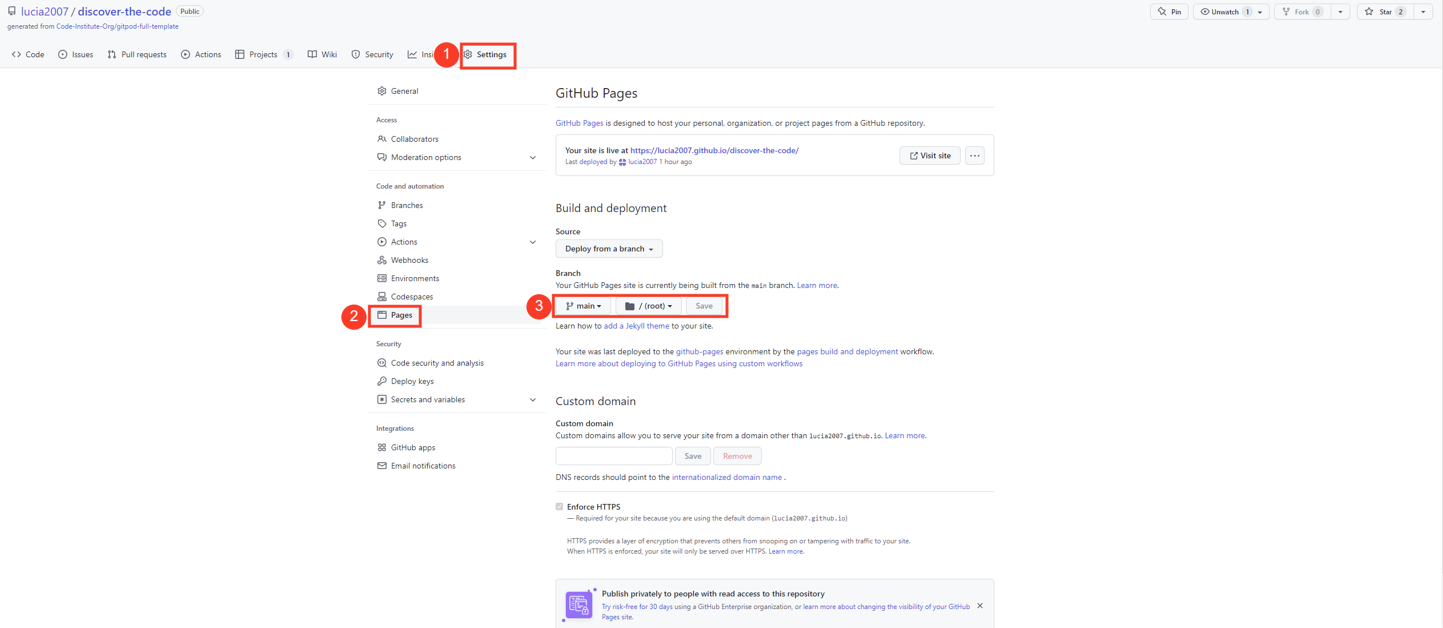 lucia2007 / discover-the-code Public
Pin Unwatch 1 Fork 0 Star 2
generated from Code-Institute-Org/gitpod-full-template
Code Issues Pull requests Actions Projects 1 Wiki Security Insi 1 Settings
General
Access
Collaborators
Moderation options
Code and automation
Branches
Tags
Actions
Webhooks
Environments
Codespaces
2 Pages
Security
Code security and analysis
Deploy keys
Secrets and variables
Integrations
GitHub apps
Email notifications
GitHub Pages
GitHub Pages is designed to host your personal, organization, or project pages from a GitHub repository.
Your site is live at https://lucia2007.github.io/discover-the-code/
Last deployed by lucia2007 1 hour ago
Visit site ...
Build and deployment
Source
Deploy from a branch
Branch
Your GitHub Pages site is currently being built from the main branch. Learn more.
3 main / (root) Save
Learn how to add a Jekyll theme to your site.
Your site was last deployed to the github-pages environment by the pages build and deployment workflow.
Learn more about deploying to GitHub Pages using custom workflows
Custom domain
Custom domain
Custom domains allow you to serve your site from a domain other than lucia2007.github.io. Learn more.
Save Remove
DNS records should point to the internationalized domain name .
Enforce HTTPS
— Required for your site because you are using the default domain (lucia2007.github.io)
HTTPS provides a layer of encryption that prevents others from snooping on or tampering with traffic to your site.
When HTTPS is enforced, your site will only be served over HTTPS. Learn more.
Publish privately to people with read access to this repository
Try risk-free for 30 days using a GitHub Enterprise organization, or learn more about changing the visibility of your GitHub
Pages site.